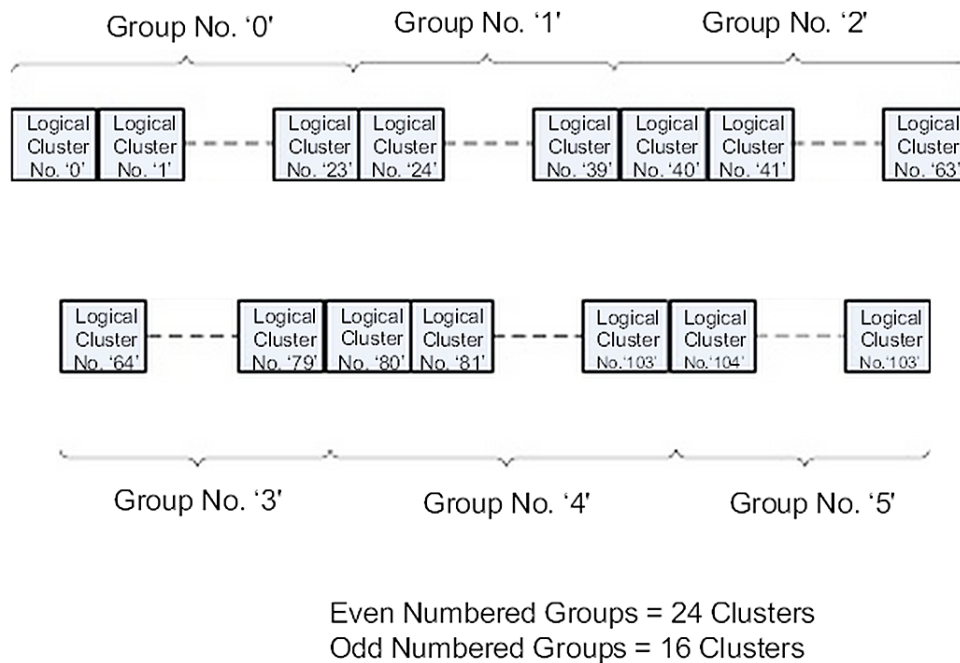 Group No. ‘0’
Group No. ‘1’
Group No. ‘2’
Logical
Cluster
No. ‘0’
Logical
Cluster
No. ‘1’
Logical
Cluster
No. ‘23’
Logical
Cluster
No. ‘24’
Logical
Cluster
No. ‘39’
Logical
Cluster
No. ‘40’
Logical
Cluster
No. ‘41’
Logical
Cluster
No. ‘63’
Logical
Cluster
No. ‘64’
Logical
Cluster
No. ‘79’
Logical
Cluster
No. ‘80’
Logical
Cluster
No. ‘81’
Logical
Cluster
No.‘103’
Logical
Cluster
No.‘104’
Logical
Cluster
No.‘103’
Group No. ‘3’
Group No. ‘4’
Group No. ‘5’
Even Numbered Groups = 24 Clusters
Odd Numbered Groups = 16 Clusters